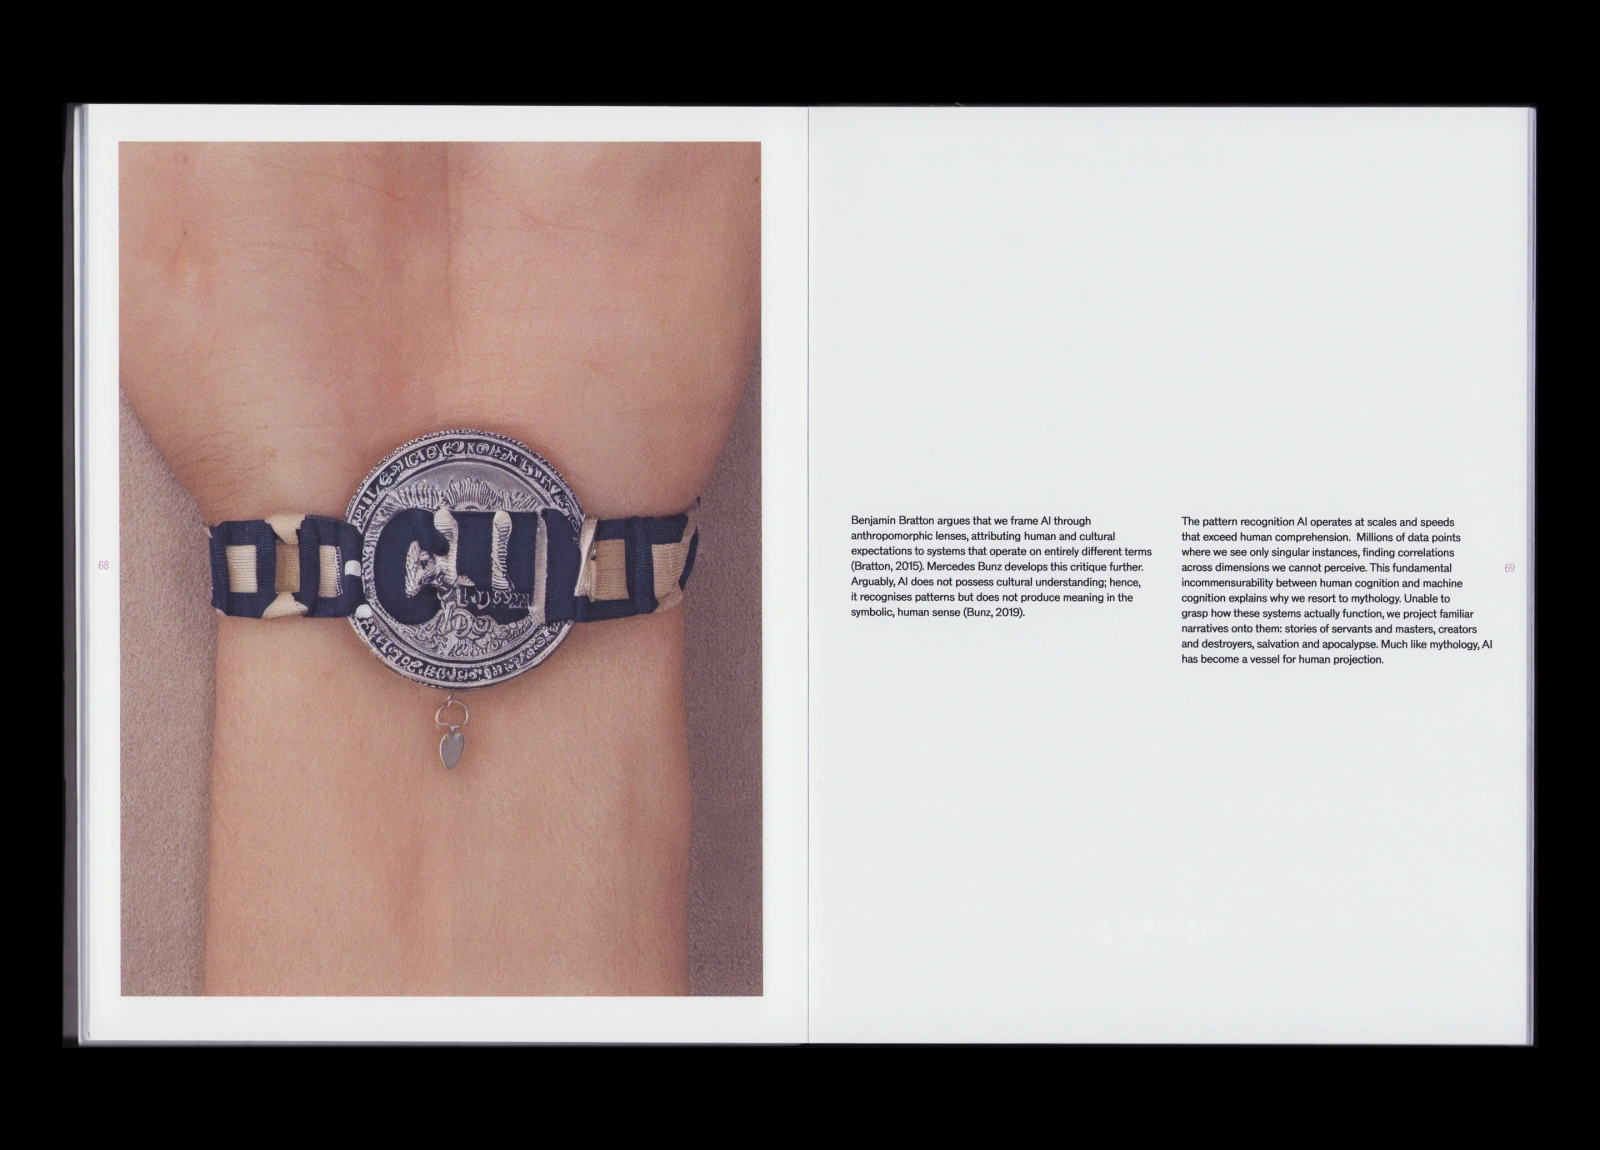 68
Benjamin Bratton argues that we frame AI through
anthropomorphic lenses, attributing human and cultural
expectations to systems that operate on entirely different terms
(Bratton, 2015). Mercedes Bunz develops this critique further.
Arguably, AI does not possess cultural understanding; hence,
it recognises patterns but does not produce meaning in the
symbolic, human sense (Bunz, 2019).
The pattern recognition AI operates at scales and speeds
that exceed human comprehension.  Millions of data points
where we see only singular instances, finding correlations
across dimensions we cannot perceive. This fundamental
incommensurability between human cognition and machine
cognition explains why we resort to mythology. Unable to
grasp how these systems actually function, we project familiar
narratives onto them: stories of servants and masters, creators
and destroyers, salvation and apocalypse. Much like mythology, AI
has become a vessel for human projection.
69